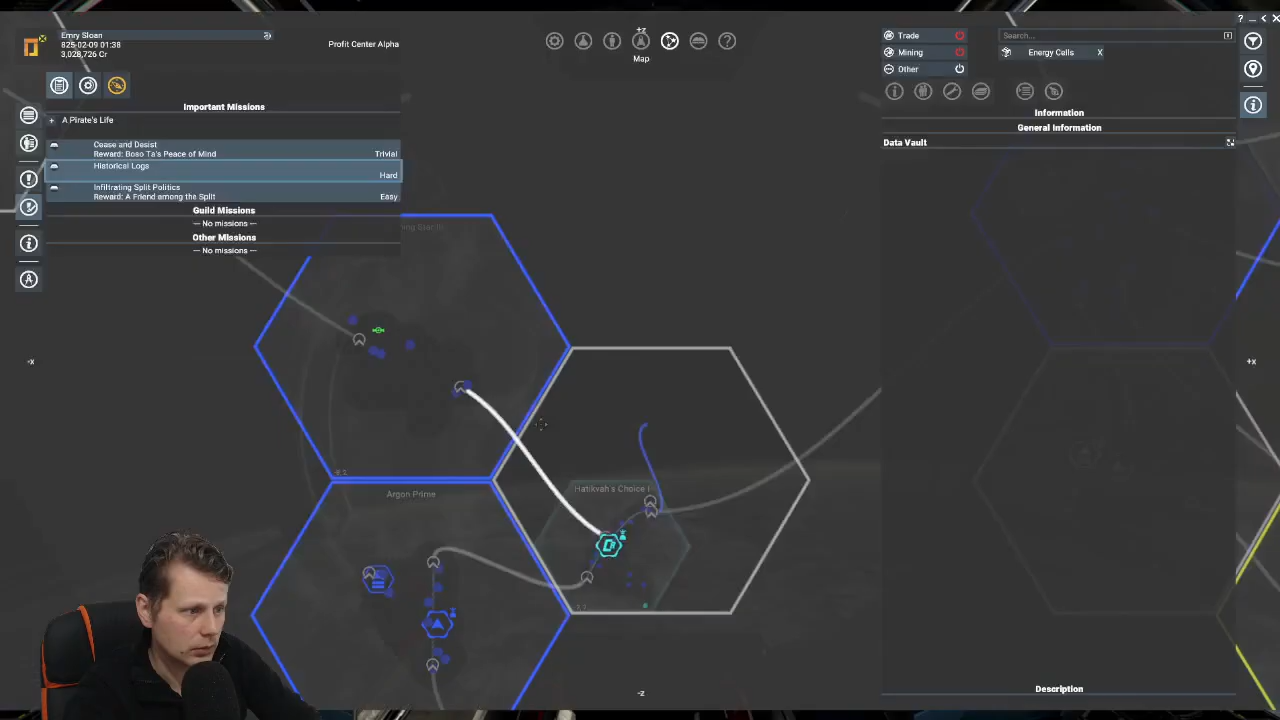 Emry Sloan
825-02-09 01:38
3,028,726 Cr
Profit Center Alpha
+Z
Map
? _ < X
Trade
Mining
Other
Search...
Energy Cells X
Important Missions
+ A Pirate's Life
Cease and Desist
Reward: Boso Ta's Peace of Mind Trivial
Historical Logs
Hard
Infiltrating Split Politics
Reward: A Friend among the Split Easy
Guild Missions
--- No missions ---
Other Missions
--- No missions ---
Information
General Information
Data Vault
-X
+X
Argon Prime
Hatikvah's Choice I
-Z
Description